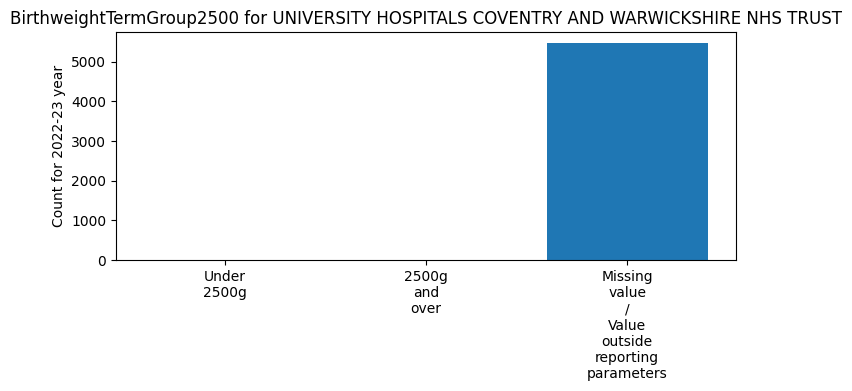 BirthweightTermGroup2500 for UNIVERSITY HOSPITALS COVENTRY AND WARWICKSHIRE NHS TRUST
Count for 2022-23 year
5000
4000
3000
2000
1000
0
Under
2500g
2500g
and
over
Missing
value
/
Value
outside
reporting
parameters